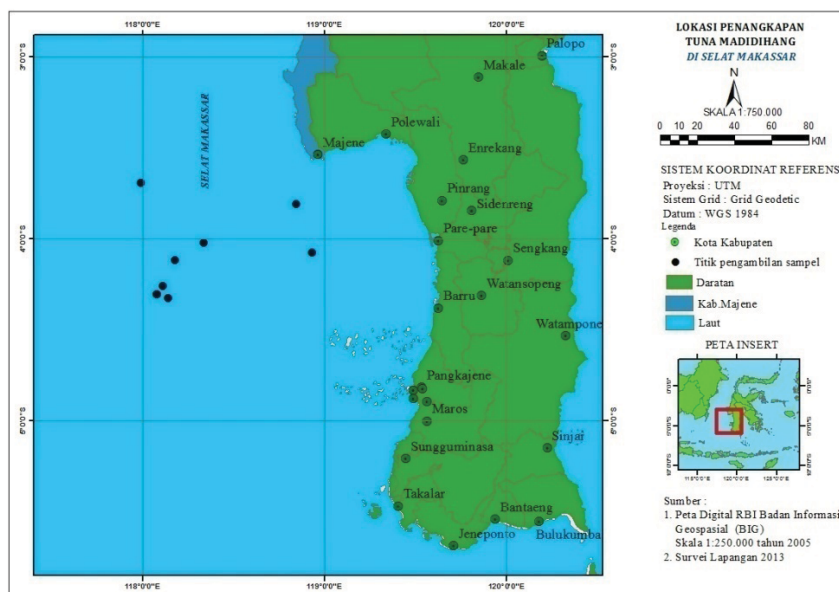 118°0'0"E
119°0'0"E
120°0'0"E
SELAT MAKASSAR
Palopo
Makale
Polewali
Majene
Enrekang
Pinrang
Sidenreng
Pare-pare
Sengkang
Watansopeng
Barru
Watampone
Pangkajene
Maros
Sungguminasa
Sinjai
Takalar
Bantaeng
Jeneponto
Bulukumba
118°0'0"E
119°0'0"E
120°0'0"E
LOKASI PENANGKAPAN
TUNA MADIDIHANG
DI SELAT MAKASSAR
N
SKALA 1:750.000
0 5 10 20 40 60 80
KM
SISTEM KOORDINAT REFERENS
Proyeksi : UTM
Sistem Grid : Grid Geodetic
Datum : WGS 1984
Legenda
Kota Kabupaten
Titik pengambilan sampel
Daratan
Kab.Majene
Laut
PETA INSERT
Sumber :
1. Peta Digital RBI Badan Informasi
Geospasial (BIG)
Skala 1:250.000 tahun 2005
2. Survei Lapangan 2013